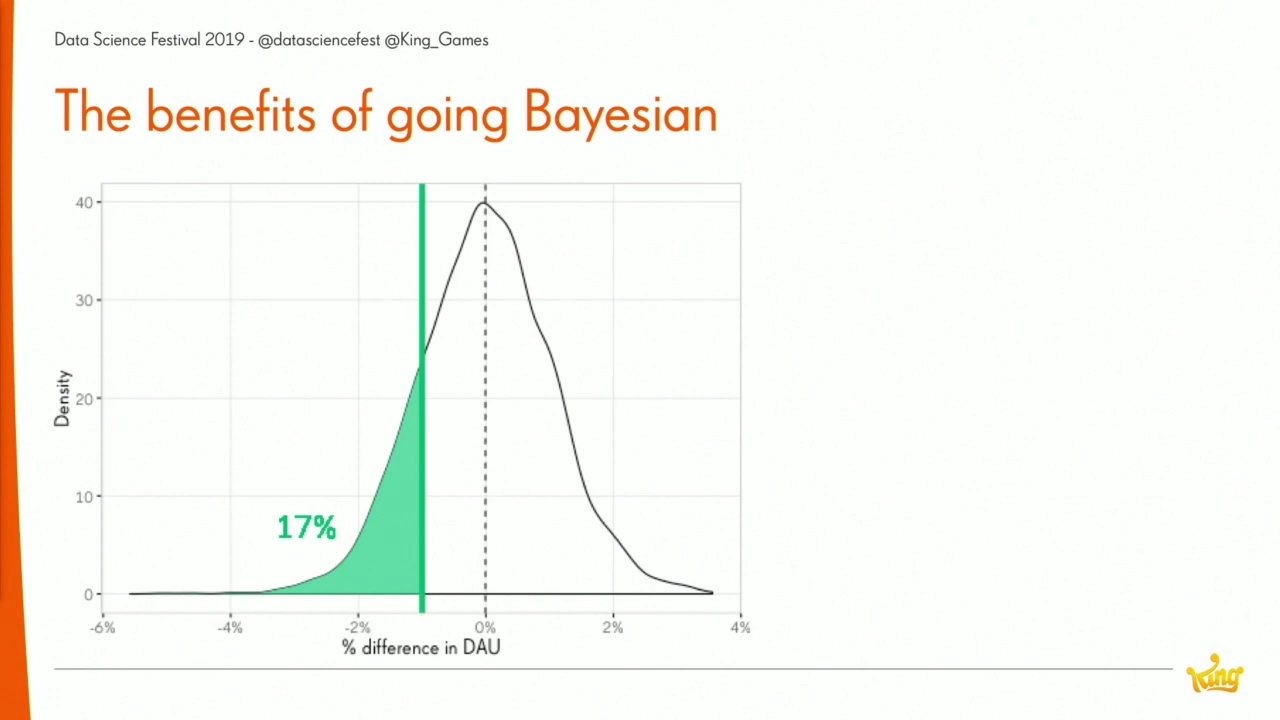 Data Science Festival 2019 - @datasciencefest @King_Games
The benefits of going Bayesian
40
30
20
10
0
Density
17%
-6% -4% -2% 0% 2% 4%
% difference in DAU
King